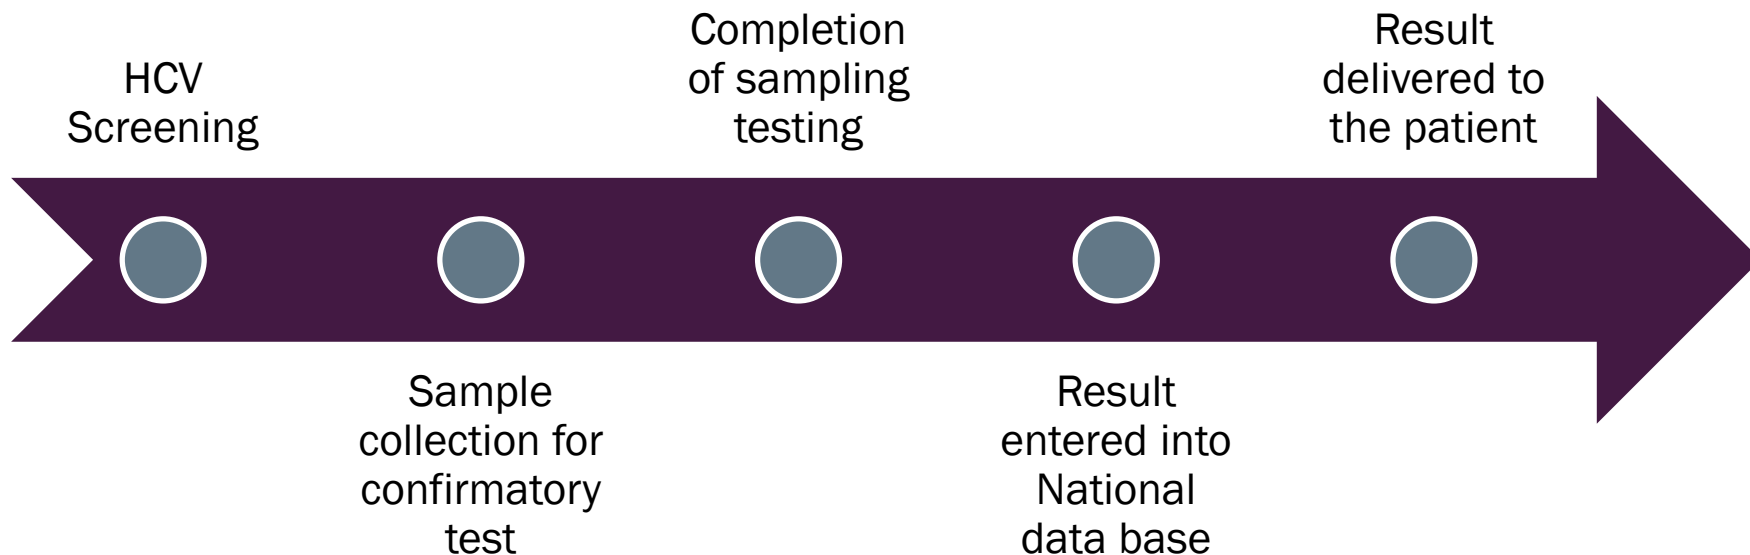 HCV
Screening
Sample
collection for
confirmatory
test
Completion
of sampling
testing
Result
entered into
National
data base
Result
delivered to
the patient